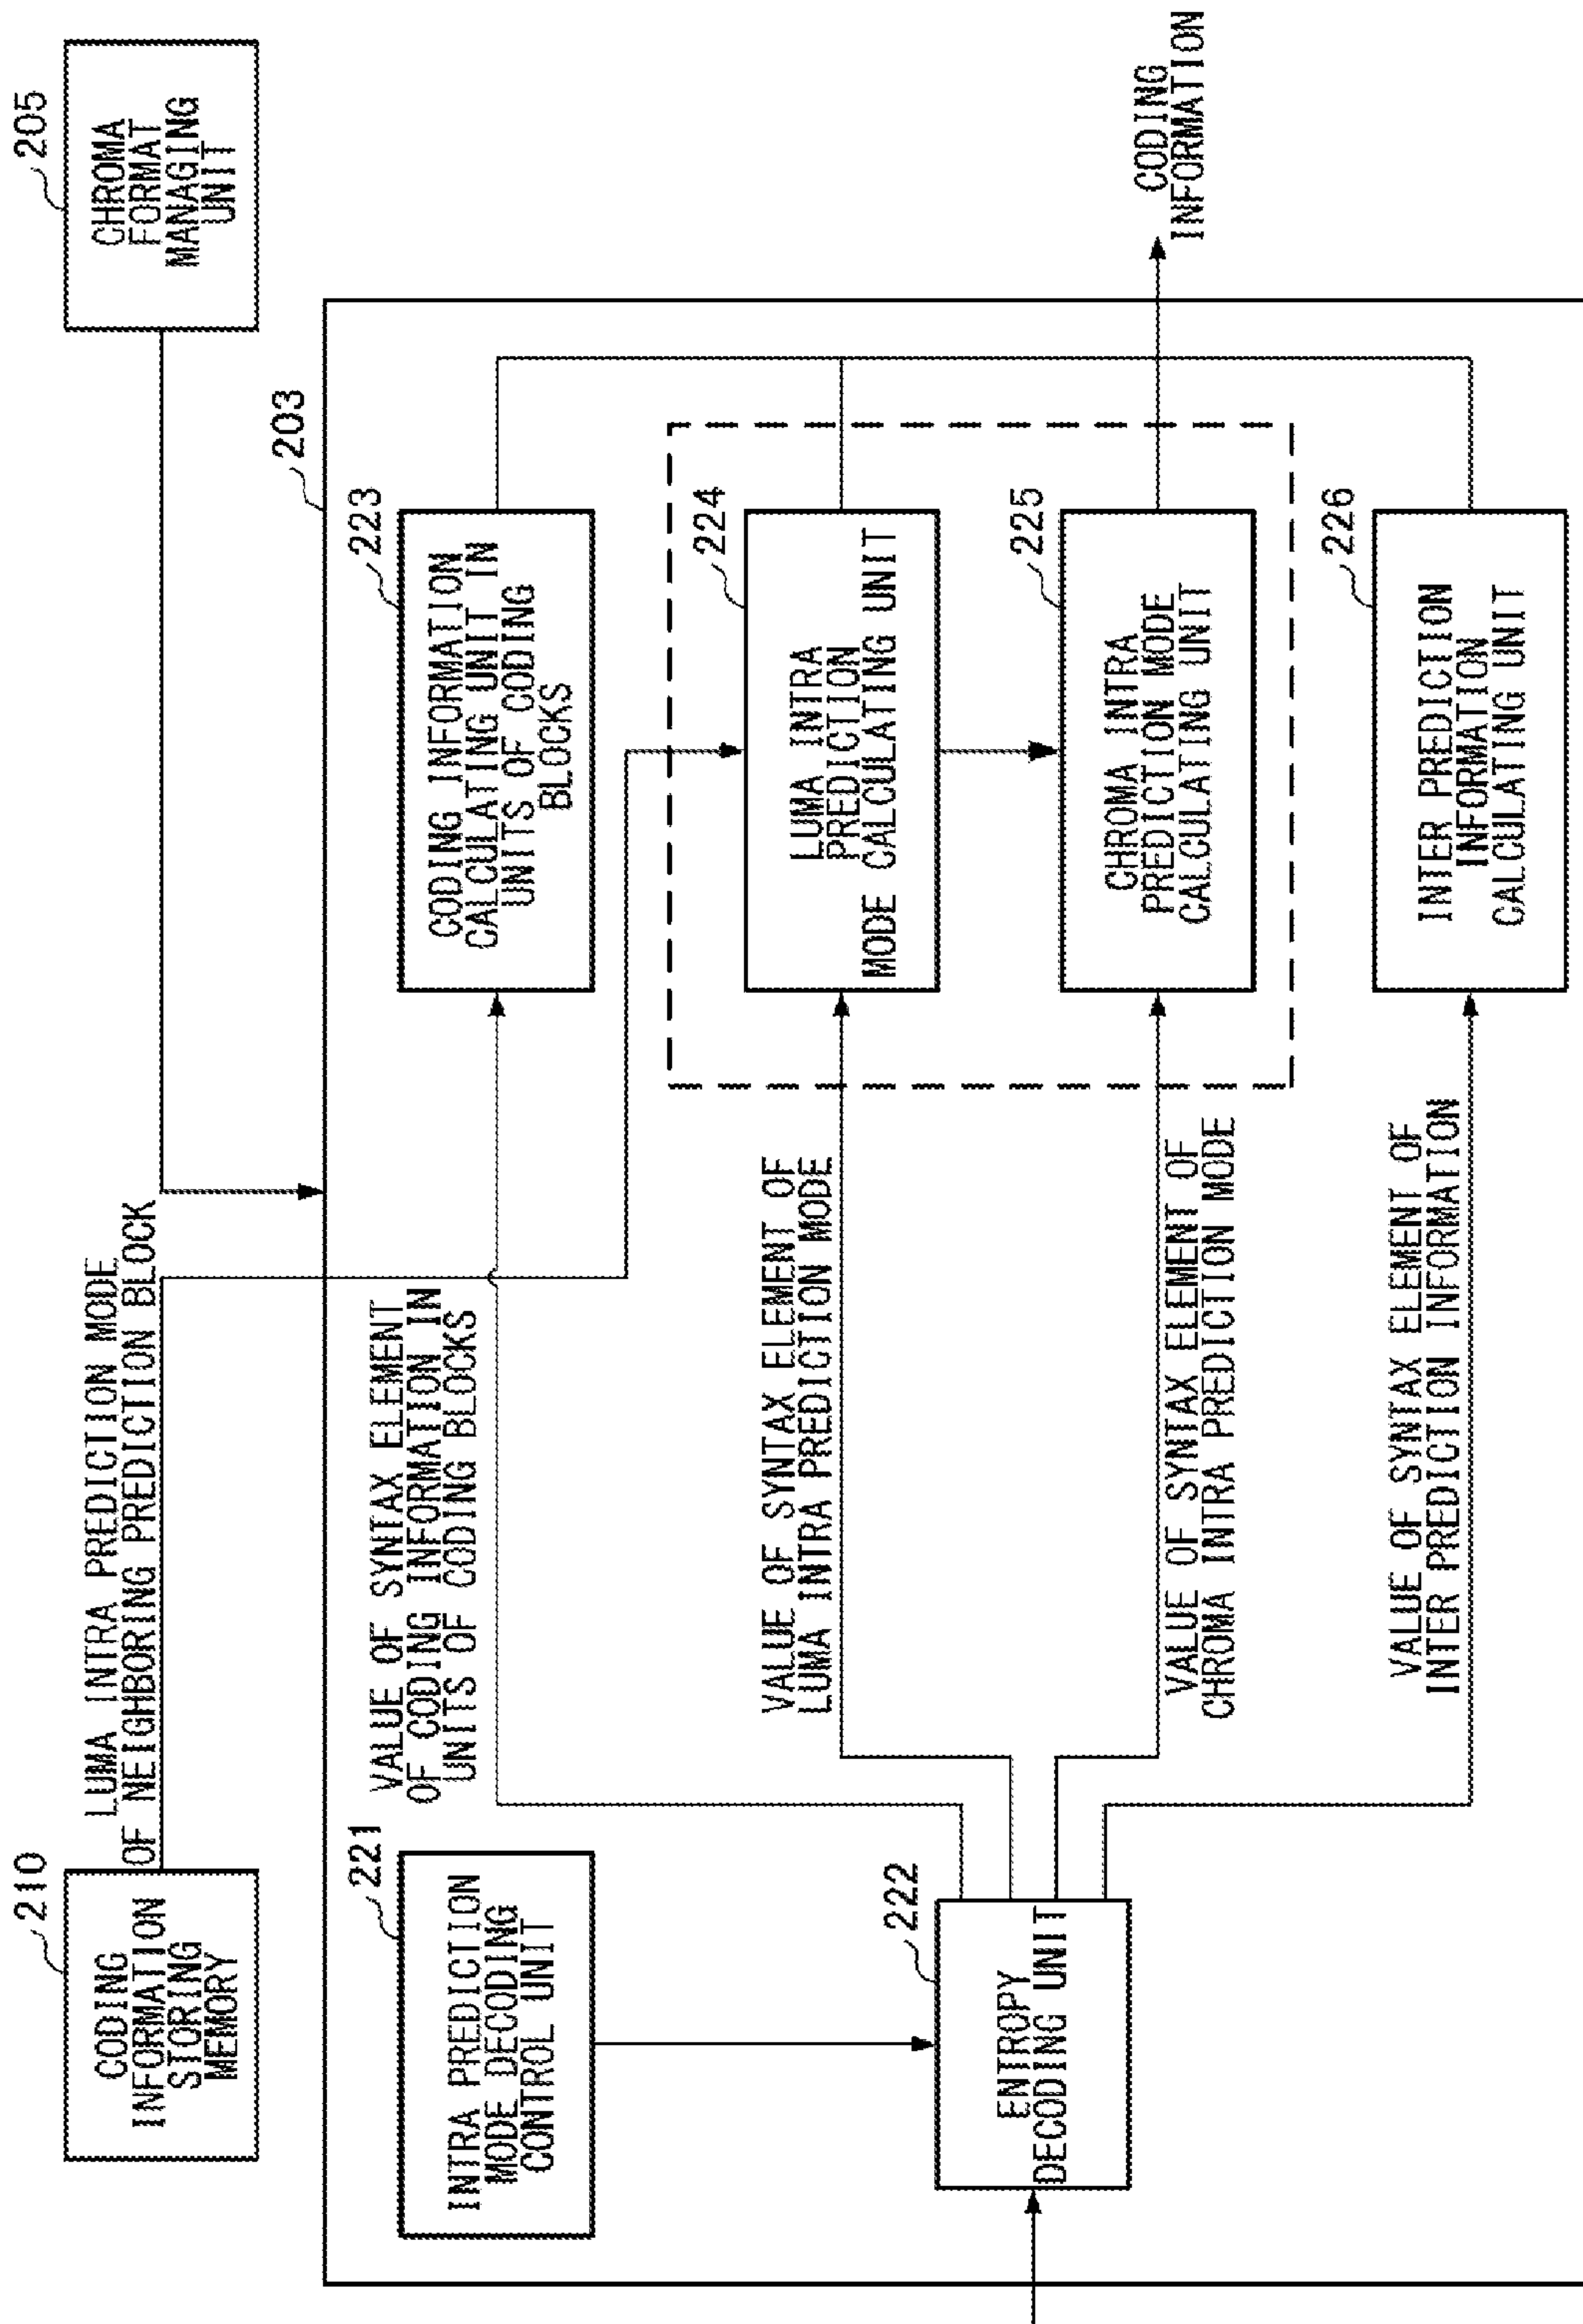 210
CODING
INFORMATION
STORING
MEMORY
LUMA INTRA PREDICTION MODE
OF NEIGHBORING PREDICTION BLOCK
205
CHROMA
FORMAT
MANAGING
UNIT
203
221
INTRA PREDICTION
MODE DECODING
CONTROL UNIT
VALUE OF SYNTAX ELEMENT
OF CODING INFORMATION IN
UNITS OF CODING BLOCKS
223
CODING INFORMATION
CALCULATING UNIT IN
UNITS OF CODING
BLOCKS
222
ENTROPY
DECODING UNIT
VALUE OF SYNTAX ELEMENT OF
LUMA INTRA PREDICTION MODE
224
LUMA INTRA
PREDICTION
MODE CALCULATING UNIT
VALUE OF SYNTAX ELEMENT OF
CHROMA INTRA PREDICTION MODE
225
CHROMA INTRA
PREDICTION MODE
CALCULATING UNIT
CODING
INFORMATION
VALUE OF SYNTAX ELEMENT OF
INTER PREDICTION INFORMATION
226
INTER PREDICTION
INFORMATION
CALCULATING UNIT